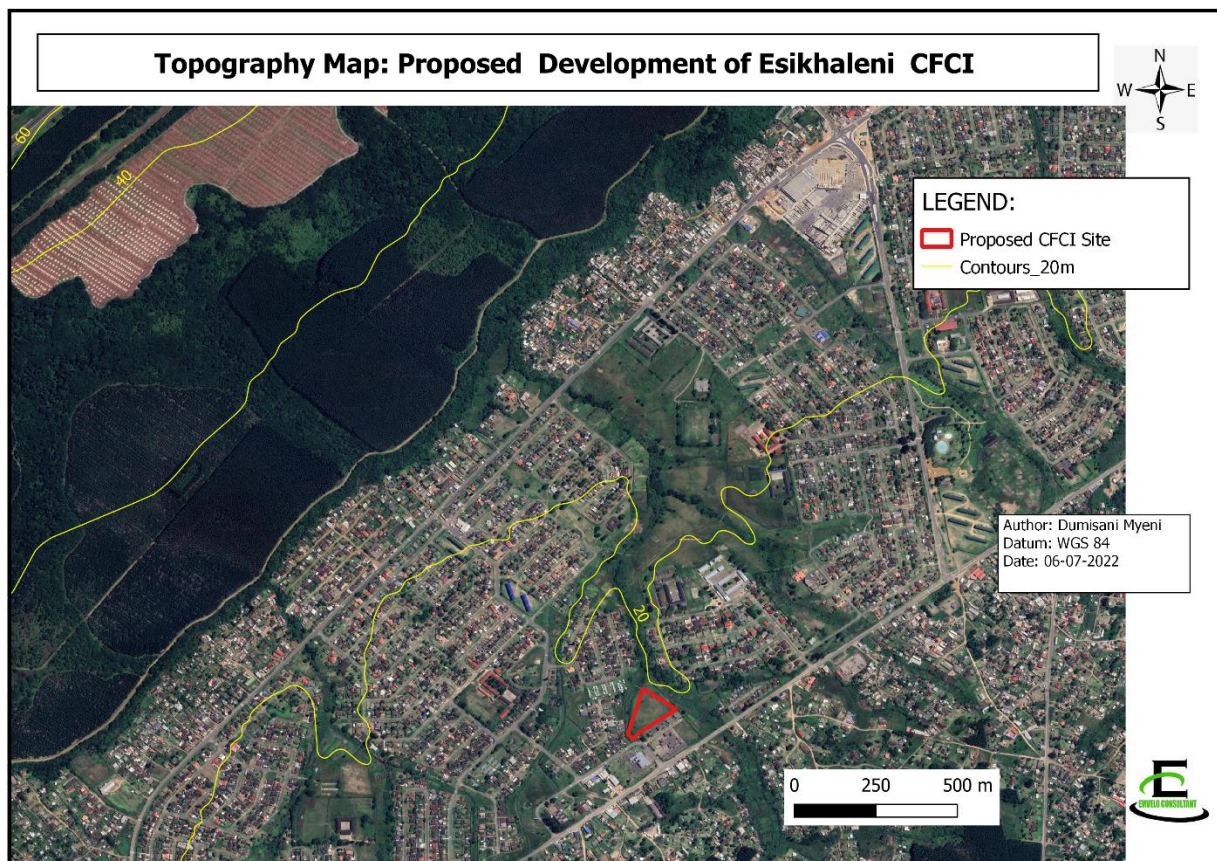 Topography Map: Proposed Development of Esikhaleni CFCI
N
W E
S
60
40
LEGEND:
Proposed CFCI Site
Contours_20m
Author: Dumisani Myeni
Datum: WGS 84
Date: 06-07-2022
20
0 250 500 m
E
EMVELO CONSULTANT